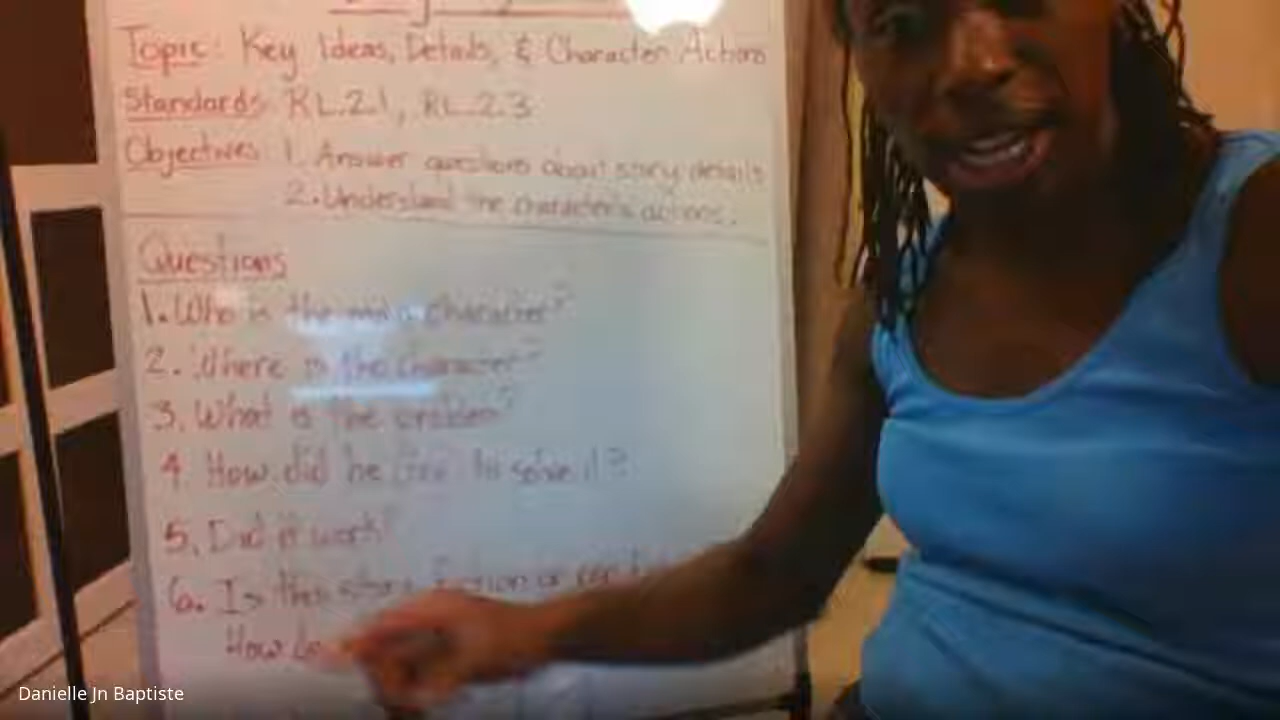 Topic: Key Ideas, Details, & Character Actions
Standards: RL.2.1, RL.2.3
Objectives: 1. Answer questions about story details
2. Understand the character's actions.
Questions
1. Who is the main character?
2. Where is the character?
3. What is the problem?
4. How did he to solve it?
5. Did it work?
6. Is this story fiction or
How do
Danielle Jn Baptiste